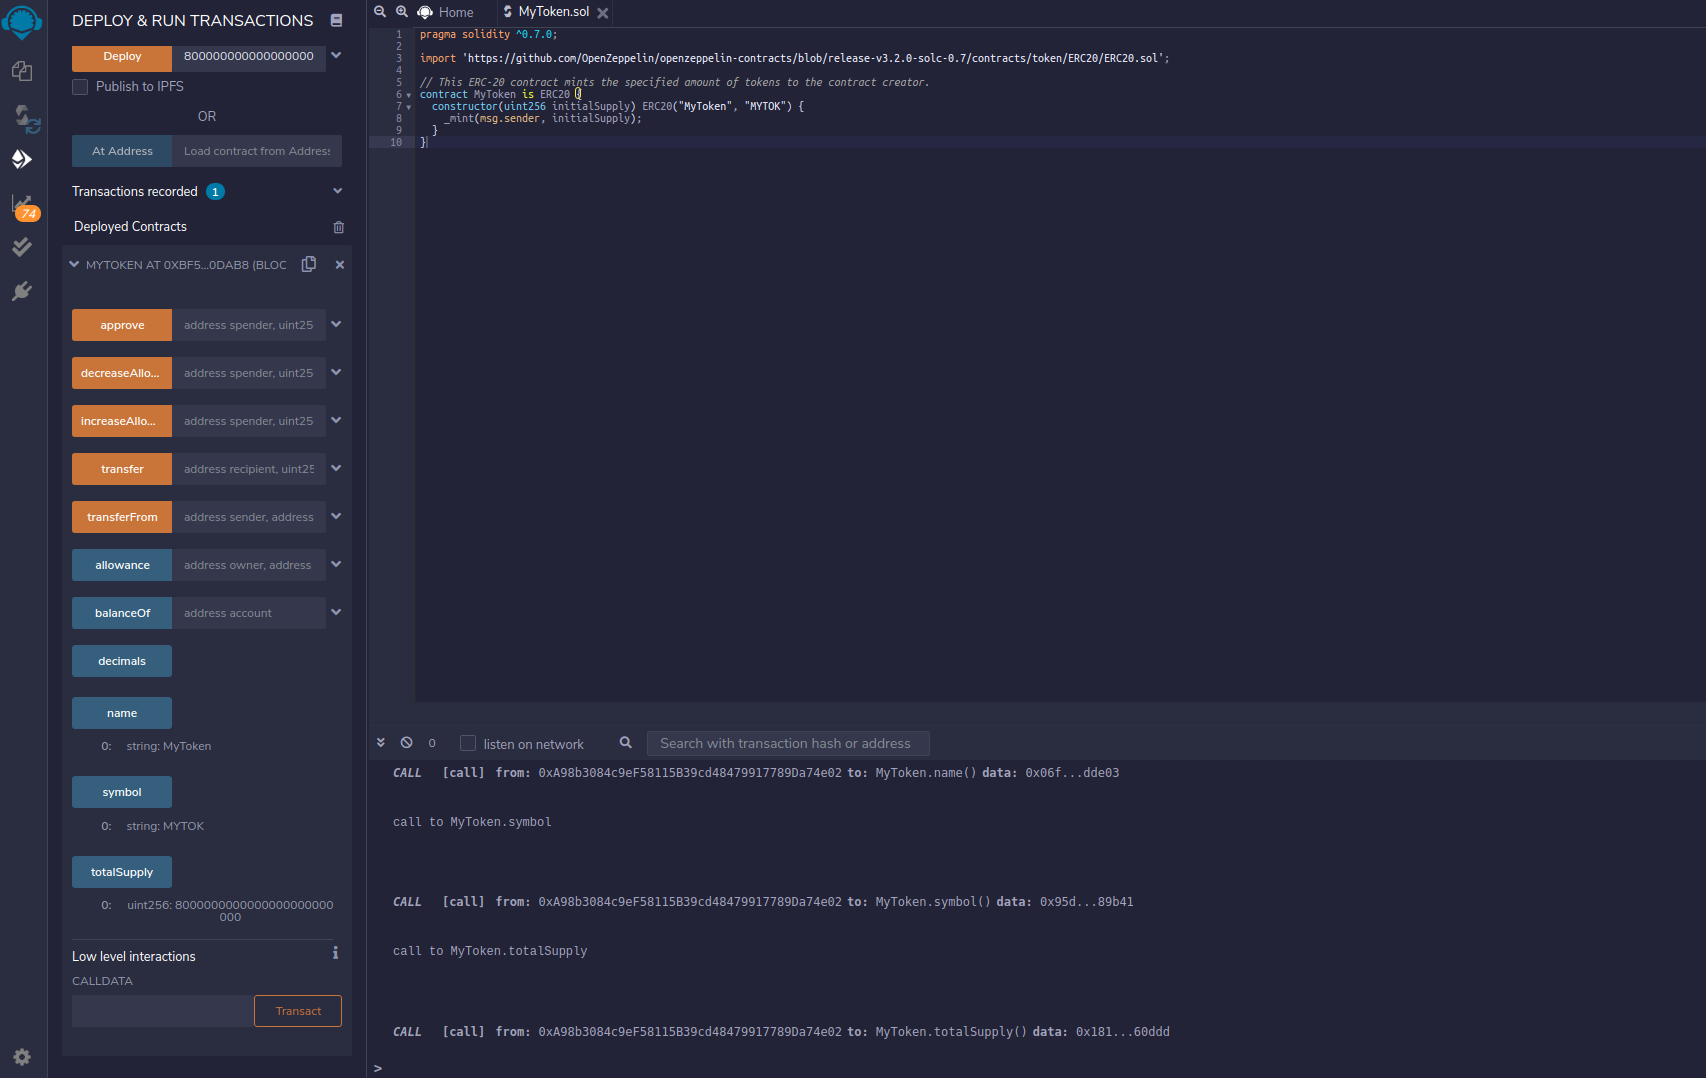 DEPLOY & RUN TRANSACTIONS
Deploy
800000000000000000
Publish to IPFS
OR
At Address
Load contract from Address
Transactions recorded 1
Deployed Contracts
MYTOKEN AT 0XBF5...0DAB8 (BLOC
approve
address spender, uint25
decreaseAllo...
address spender, uint25
increaseAllo...
address spender, uint25
transfer
address recipient, uint25
transferFrom
address sender, address
allowance
address owner, address
balanceOf
address account
decimals
name
0: string: MyToken
symbol
0: string: MYTOK
totalSupply
0: uint256: 8000000000000000000000
000
Low level interactions
i
CALLDATA
Transact
74
Home
MyToken.sol
1 pragma solidity ^0.7.0;
2
3 import 'https://github.com/OpenZeppelin/openzeppelin-contracts/blob/release-v3.2.0-solc-0.7/contracts/token/ERC20/ERC20.sol';
4
5 // This ERC-20 contract mints the specified amount of tokens to the contract creator.
6 contract MyToken is ERC20 {
7 constructor(uint256 initialSupply) ERC20("MyToken", "MYTOK") {
8 _mint(msg.sender, initialSupply);
9 }
10 }
0
listen on network
Search with transaction hash or address
CALL [call] from: 0xA98b3084c9eF58115B39cd48479917789Da74e02 to: MyToken.name() data: 0x06f...dde03
call to MyToken.symbol
CALL [call] from: 0xA98b3084c9eF58115B39cd48479917789Da74e02 to: MyToken.symbol() data: 0x95d...89b41
call to MyToken.totalSupply
CALL [call] from: 0xA98b3084c9eF58115B39cd48479917789Da74e02 to: MyToken.totalSupply() data: 0x181...60ddd
>